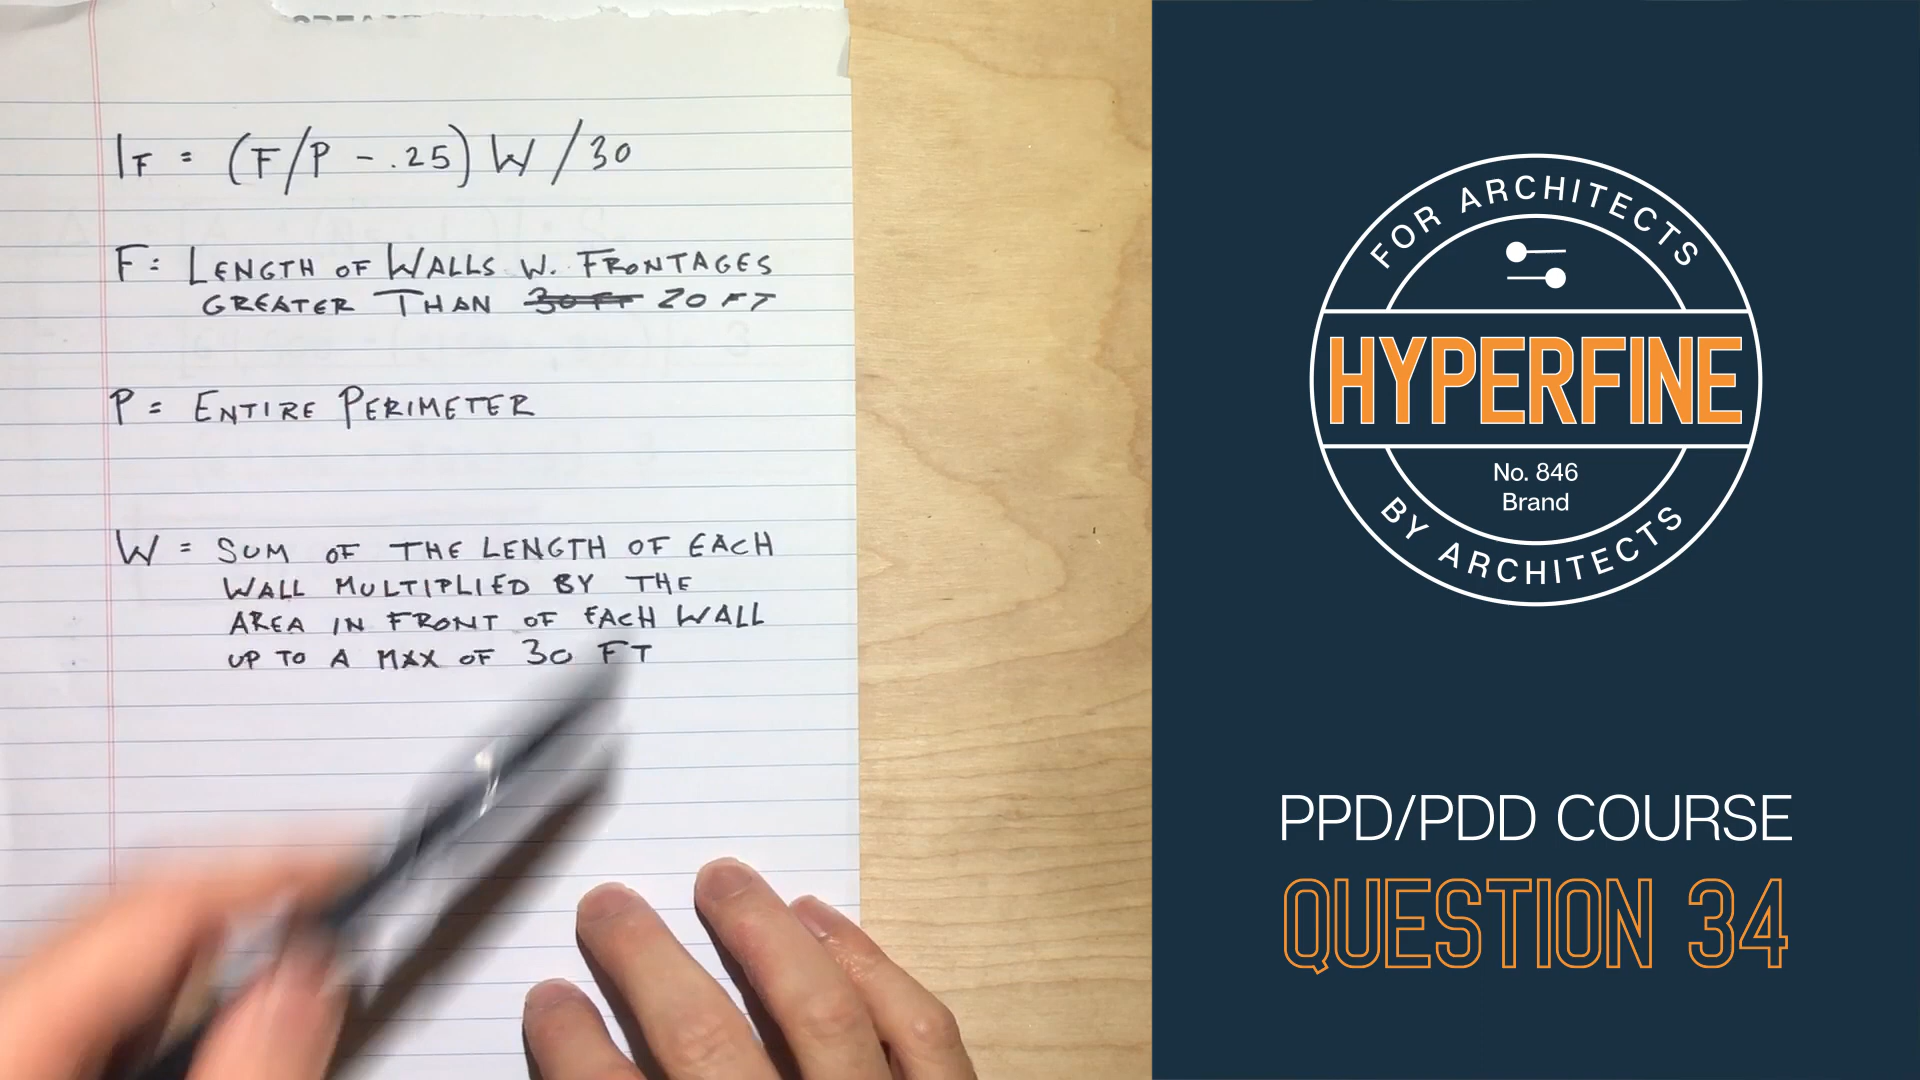 IF = (F/P - .25) W/30
F: LENGTH OF WALLS W. FRONTAGES
GREATER THAN 30 FT 20 FT
P = ENTIRE PERIMETER
W = SUM OF THE LENGTH OF EACH
WALL MULTIPLIED BY THE
AREA IN FRONT OF EACH WALL
UP TO A MAX OF 30 FT
FOR ARCHITECTS
HYPERFINE
No. 846
Brand
BY ARCHITECTS
PPD/PDD COURSE
QUESTION 34